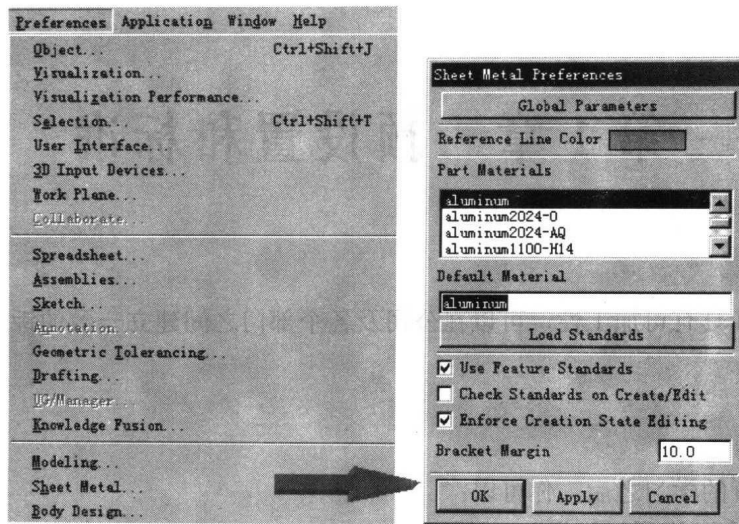 Preferences Application Window Help
Object... Ctrl+Shift+J
Visualization...
Visualization Performance...
Selection... Ctrl+Shift+T
User Interface...
3D Input Devices...
Work Plane...
Collaborate...
Spreadsheet...
Assemblies...
Sketch...
Annotation...
Geometric Tolerancing...
Drafting...
UG/Manager...
Knowledge Fusion...
Modeling...
Sheet Metal...
Body Design...
Sheet Metal Preferences
Global Parameters
Reference Line Color
Part Materials
aluminum
aluminum2024-O
aluminum2024-AQ
aluminum1100-H14
Default Material
aluminum
Load Standards
Use Feature Standards
Check Standards on Create/Edit
Enforce Creation State Editing
Bracket Margin 10.0
OK Apply Cancel